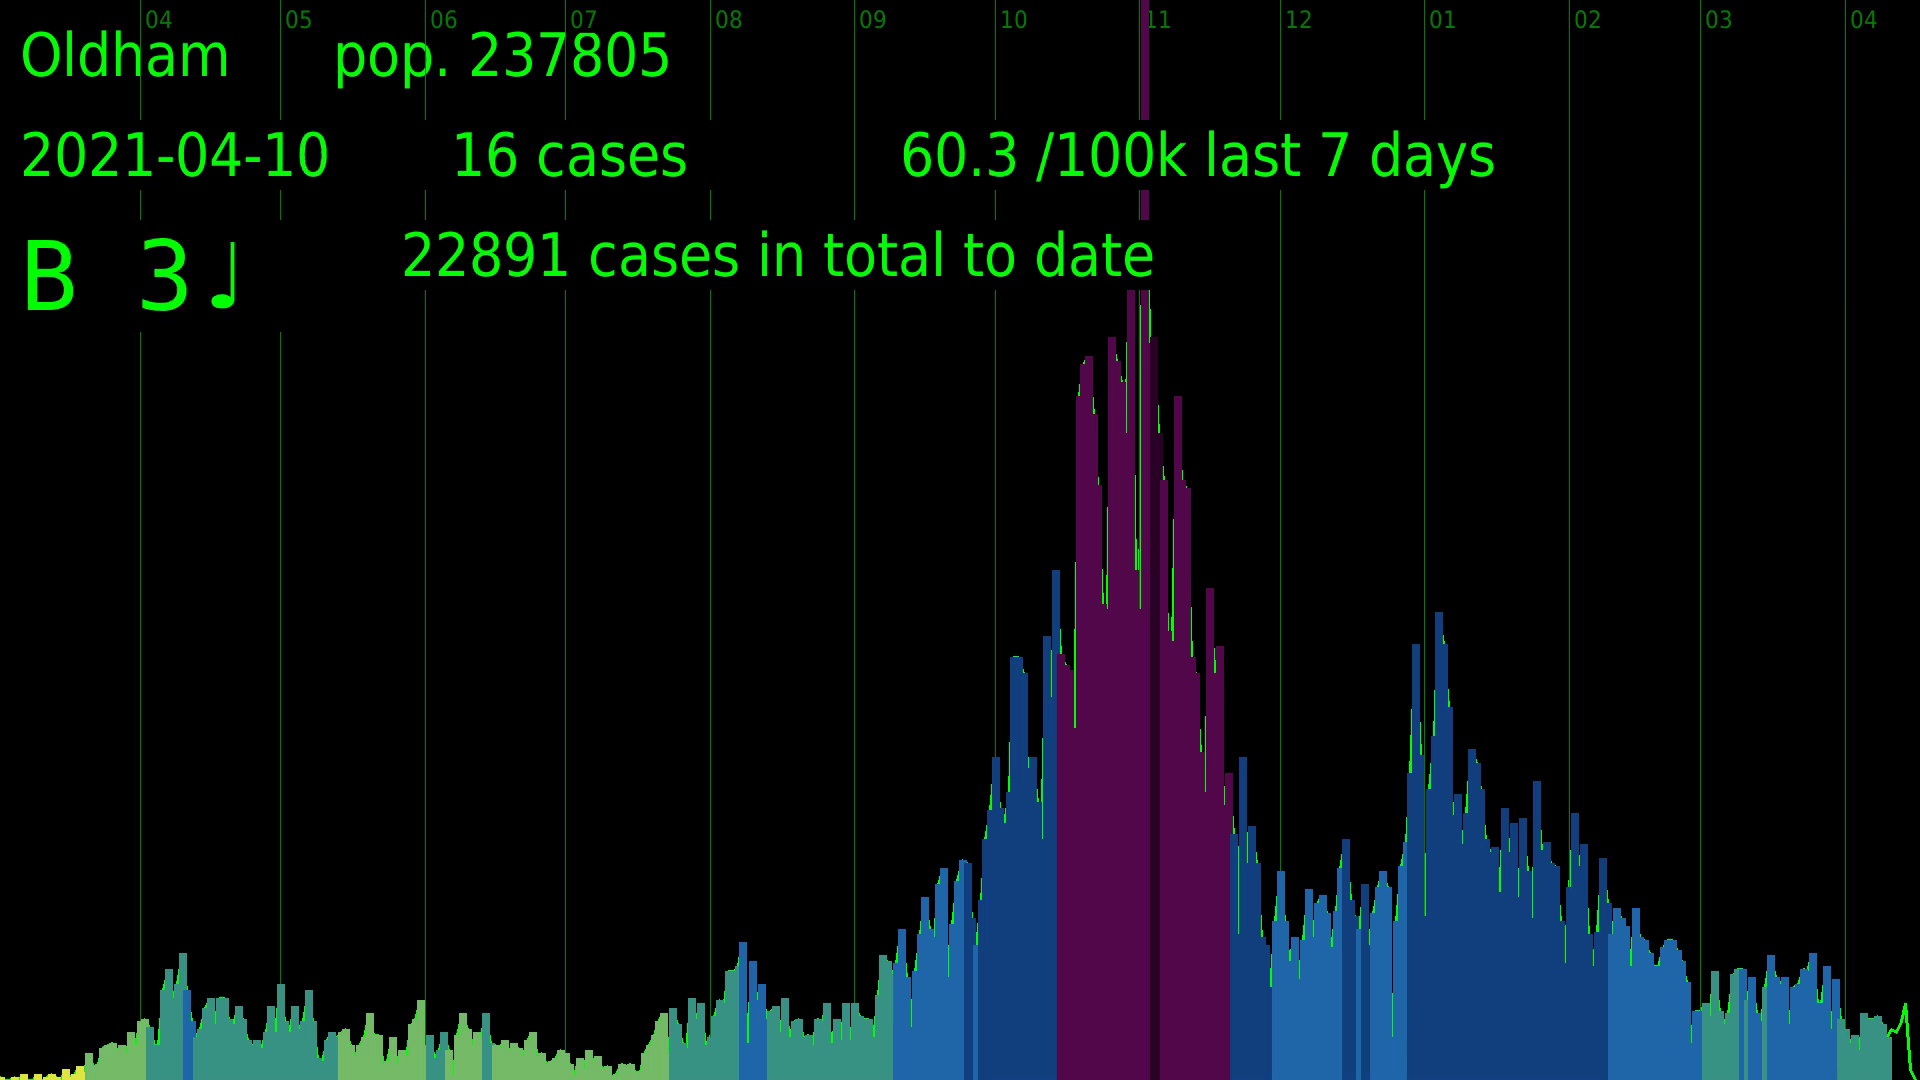 04 05 06 07 08 09 10 11 12 01 02 03 04
Oldham pop. 237805
2021-04-10 16 cases 60.3 /100k last 7 days
B 3♩ 22891 cases in total to date